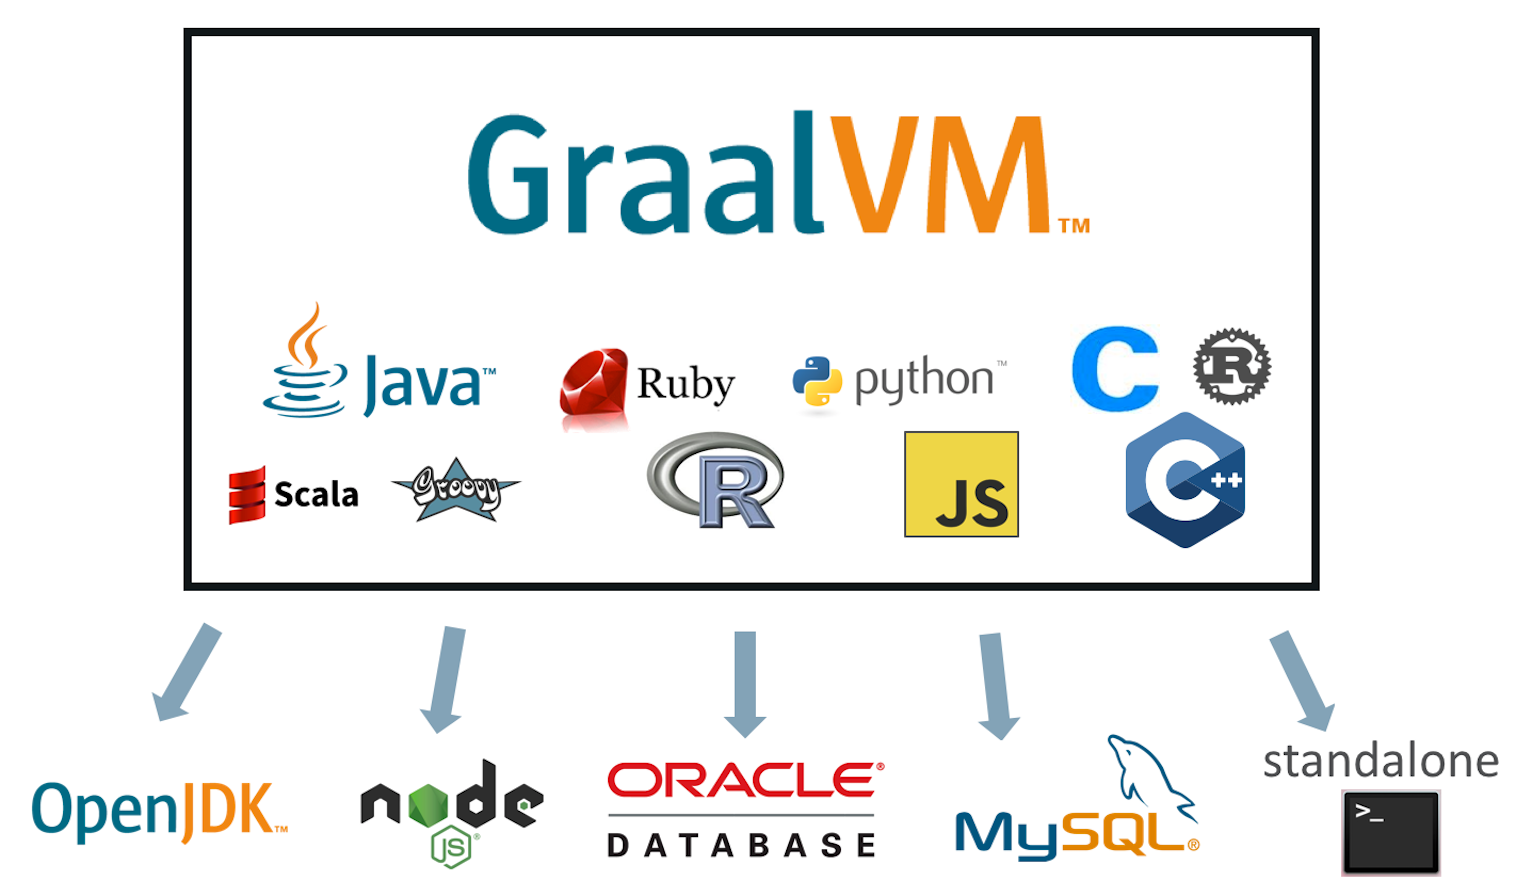 GraalVM™
Java™
Ruby
python™
C
R
Scala
Groovy
R
JS
C++
OpenJDK™
node
JS®
ORACLE®
DATABASE
MySQL®
standalone
>_